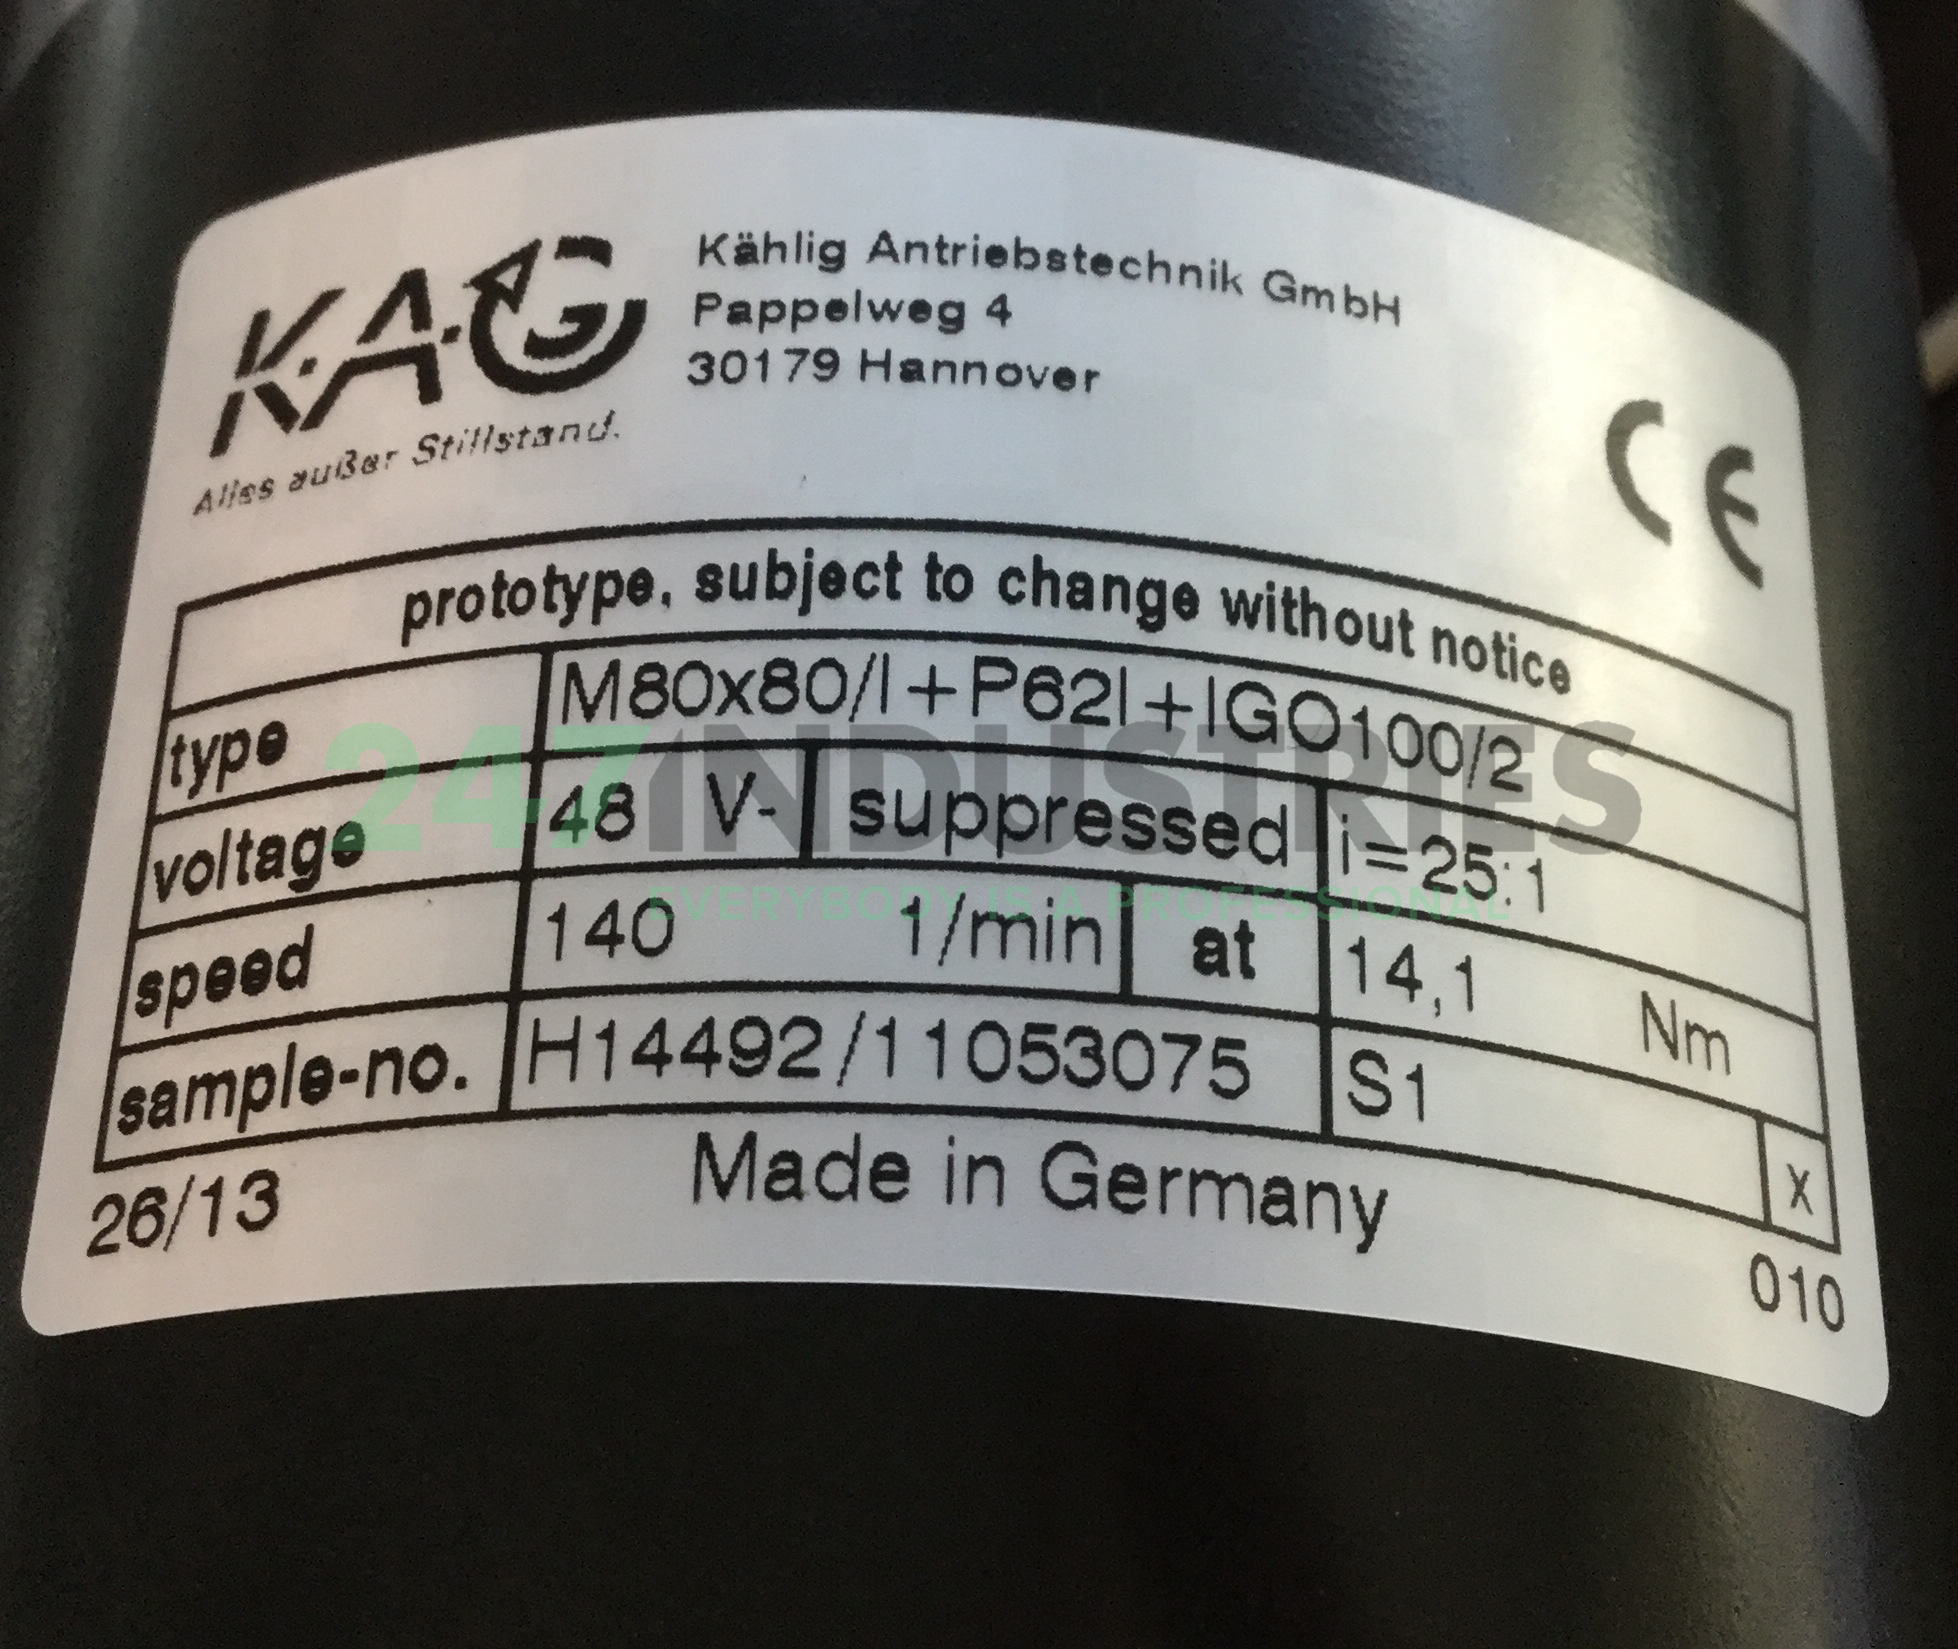 KAG
Alles außer Stillstand.
Kählig Antriebstechnik GmbH
Pappelweg 4
30179 Hannover
CE
prototype, subject to change without notice
type M80x80/I+P62I+IGO100/2
voltage 48 V- suppressed i=25:1
speed 140 1/min at 14,1 Nm
sample-no. H14492/11053075 S1 x
26/13 Made in Germany 010
247INDUSTRIES
EVERYBODY IS A PROFESSIONAL